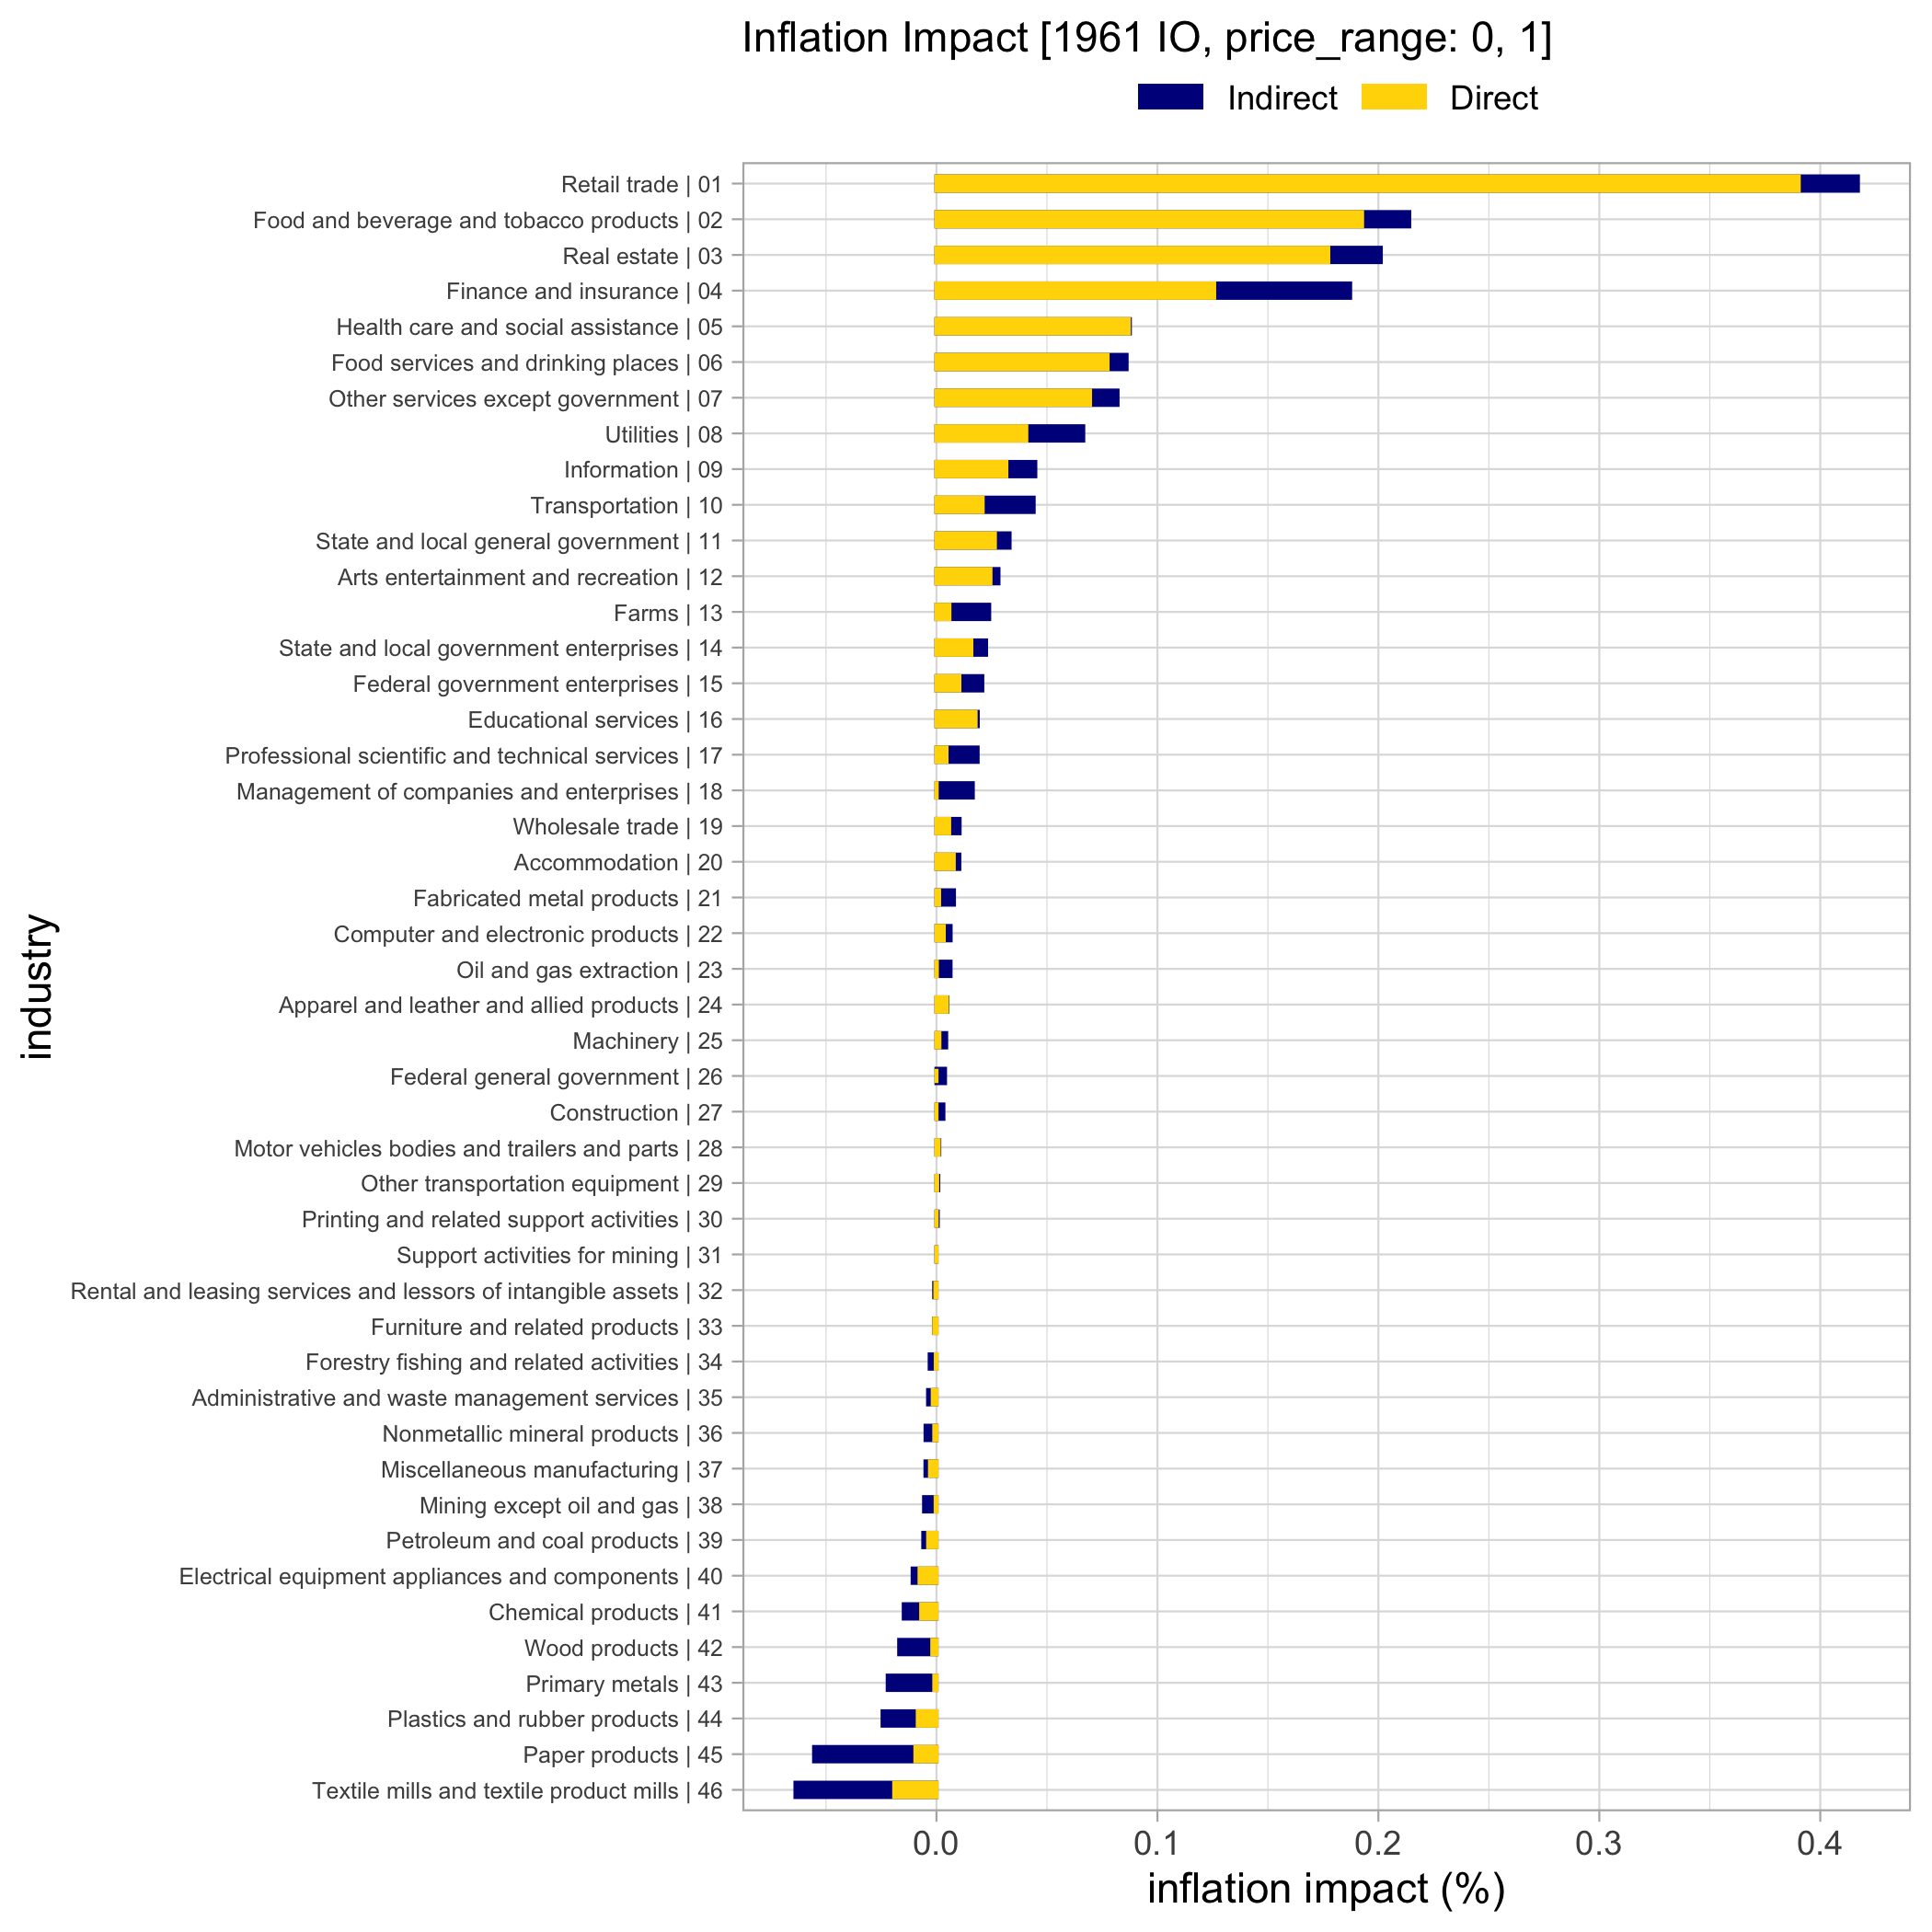 Inflation Impact [1961 IO, price_range: 0, 1]
Indirect Direct
Retail trade | 01
Food and beverage and tobacco products | 02
Real estate | 03
Finance and insurance | 04
Health care and social assistance | 05
Food services and drinking places | 06
Other services except government | 07
Utilities | 08
Information | 09
Transportation | 10
State and local general government | 11
Arts entertainment and recreation | 12
Farms | 13
State and local government enterprises | 14
Federal government enterprises | 15
Educational services | 16
Professional scientific and technical services | 17
Management of companies and enterprises | 18
Wholesale trade | 19
Accommodation | 20
Fabricated metal products | 21
Computer and electronic products | 22
Oil and gas extraction | 23
Apparel and leather and allied products | 24
Machinery | 25
Federal general government | 26
Construction | 27
Motor vehicles bodies and trailers and parts | 28
Other transportation equipment | 29
Printing and related support activities | 30
Support activities for mining | 31
Rental and leasing services and lessors of intangible assets | 32
Furniture and related products | 33
Forestry fishing and related activities | 34
Administrative and waste management services | 35
Nonmetallic mineral products | 36
Miscellaneous manufacturing | 37
Mining except oil and gas | 38
Petroleum and coal products | 39
Electrical equipment appliances and components | 40
Chemical products | 41
Wood products | 42
Primary metals | 43
Plastics and rubber products | 44
Paper products | 45
Textile mills and textile product mills | 46
industry
0.0 0.1 0.2 0.3 0.4
inflation impact (%)